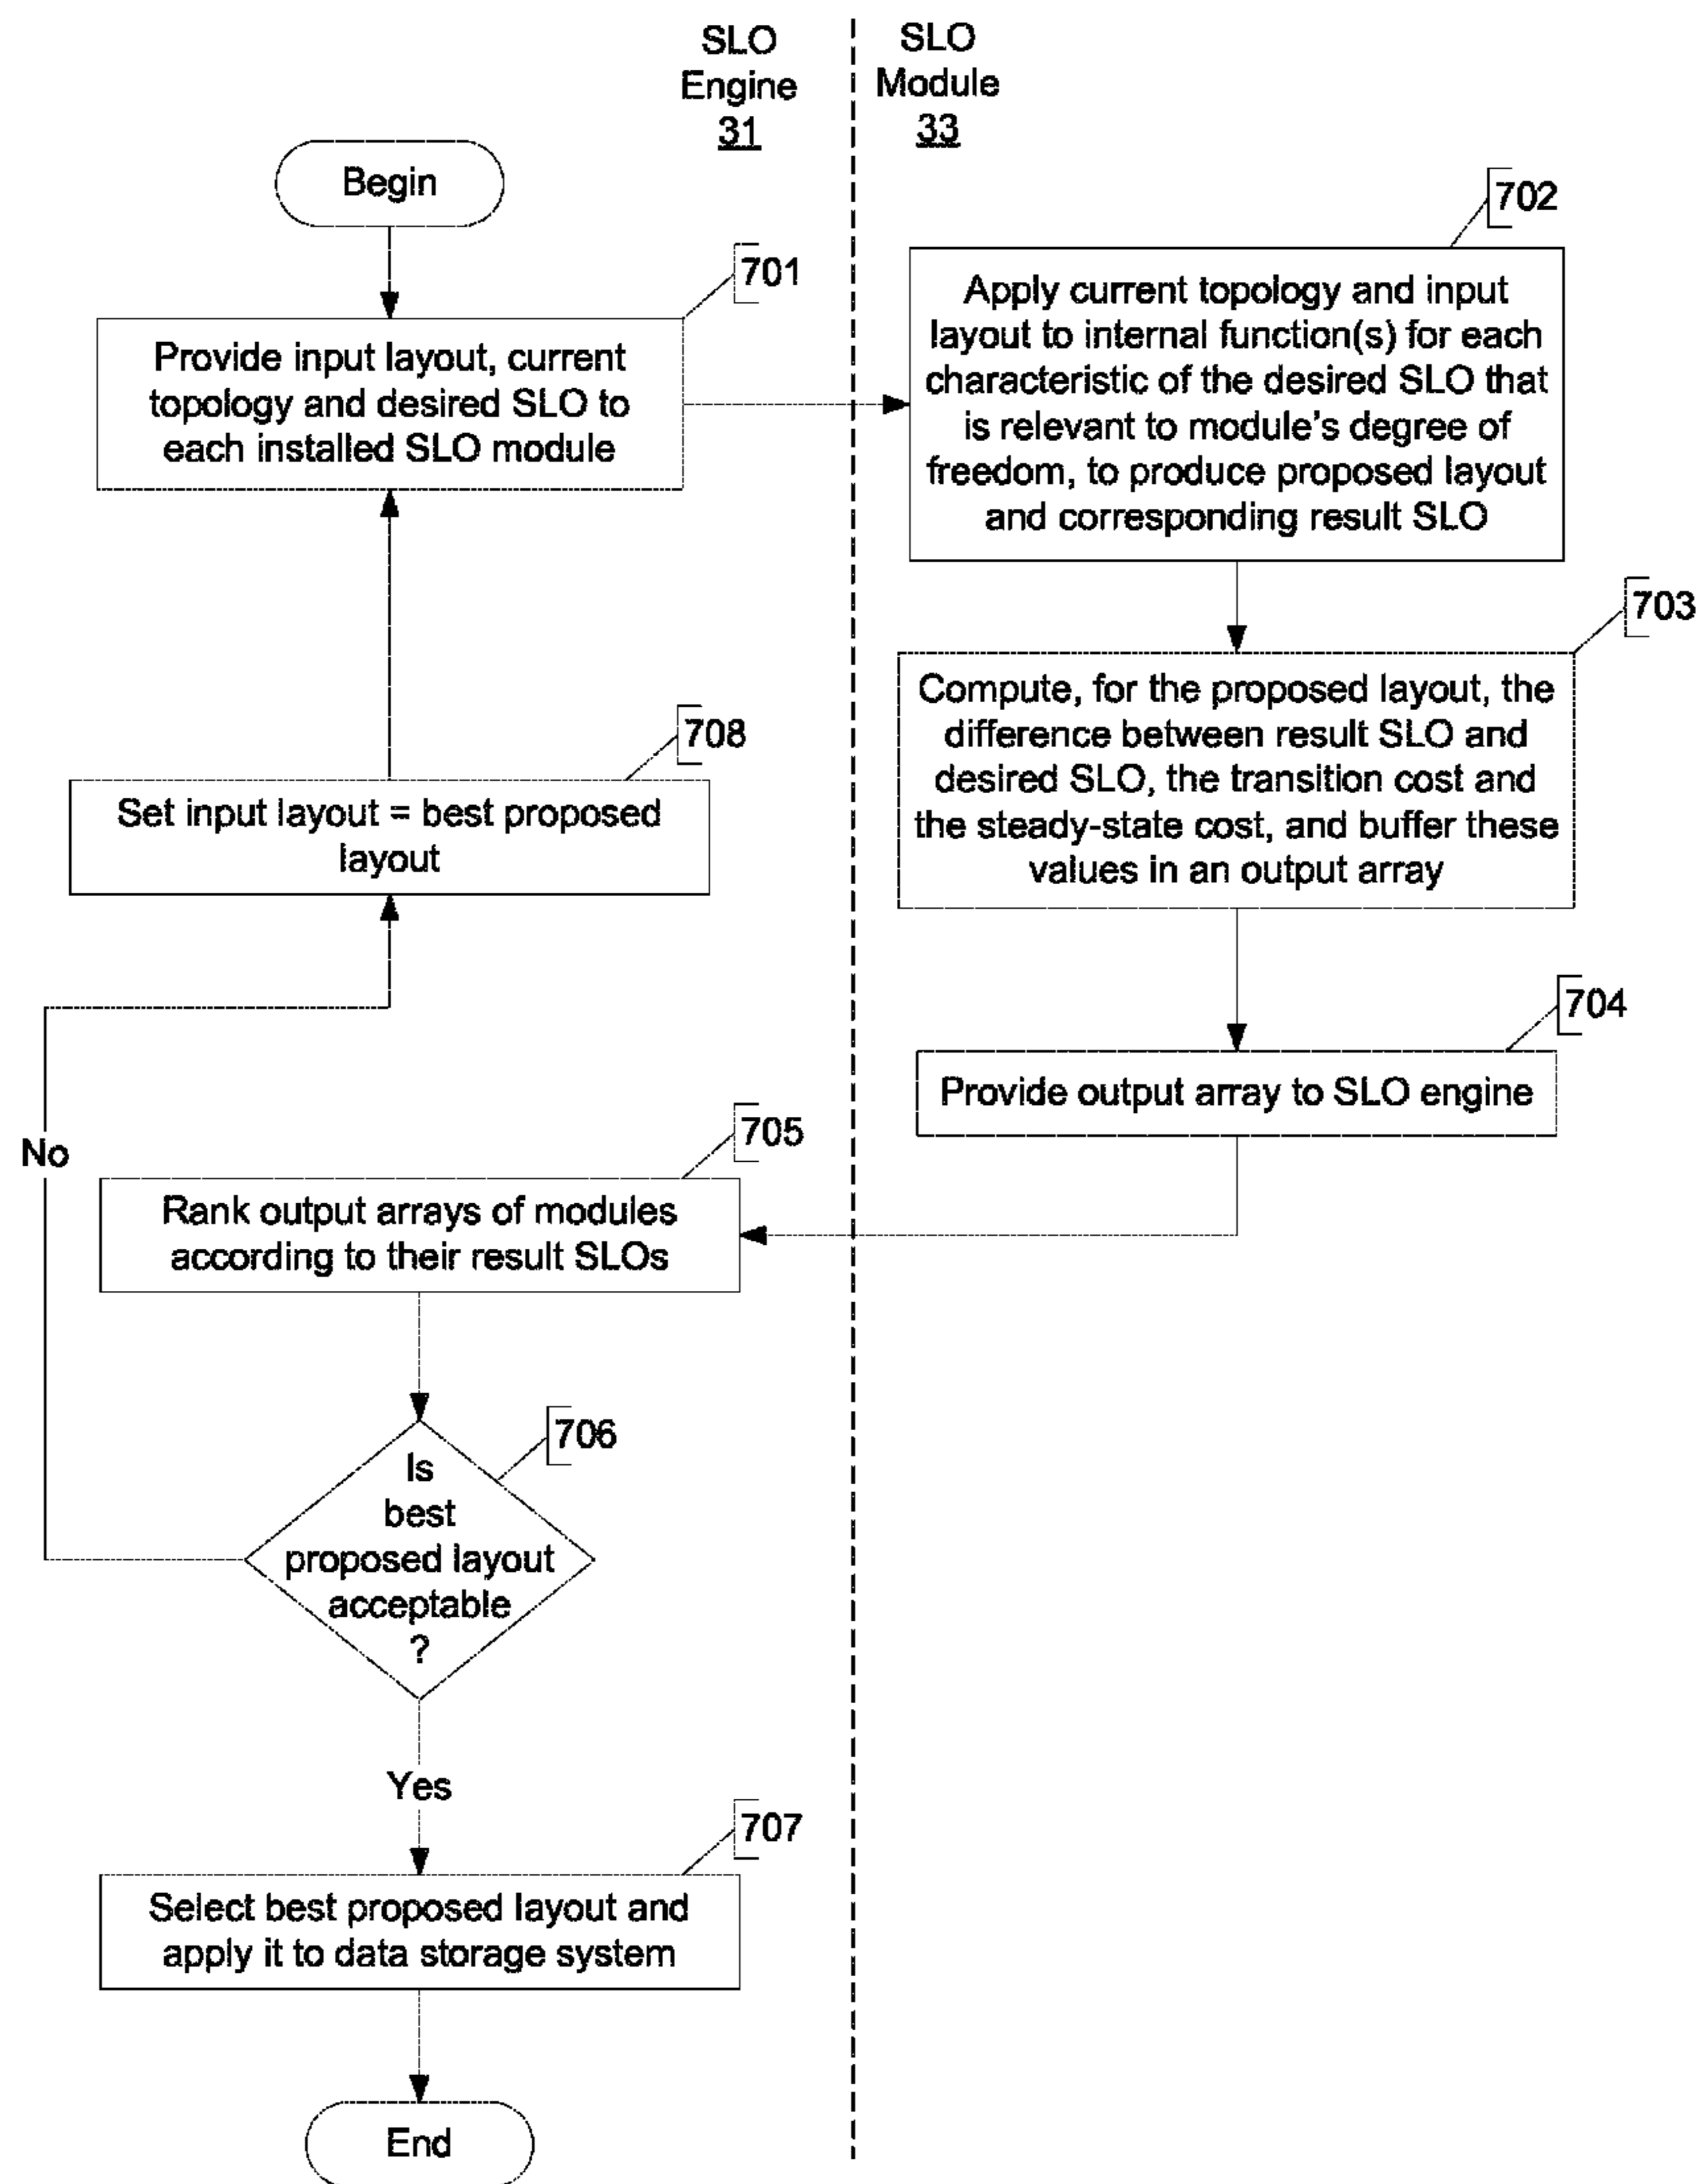 SLO
Engine
31
SLO
Module
33
Begin
701
Provide input layout, current
topology and desired SLO to
each installed SLO module
702
Apply current topology and input
layout to internal function(s) for each
characteristic of the desired SLO that
is relevant to module's degree of
freedom, to produce proposed layout
and corresponding result SLO
703
Compute, for the proposed layout, the
difference between result SLO and
desired SLO, the transition cost and
the steady-state cost, and buffer these
values in an output array
708
Set input layout = best proposed
layout
704
Provide output array to SLO engine
No
705
Rank output arrays of modules
according to their result SLOs
706
Is
best
proposed layout
acceptable
?
Yes
707
Select best proposed layout and
apply it to data storage system
End